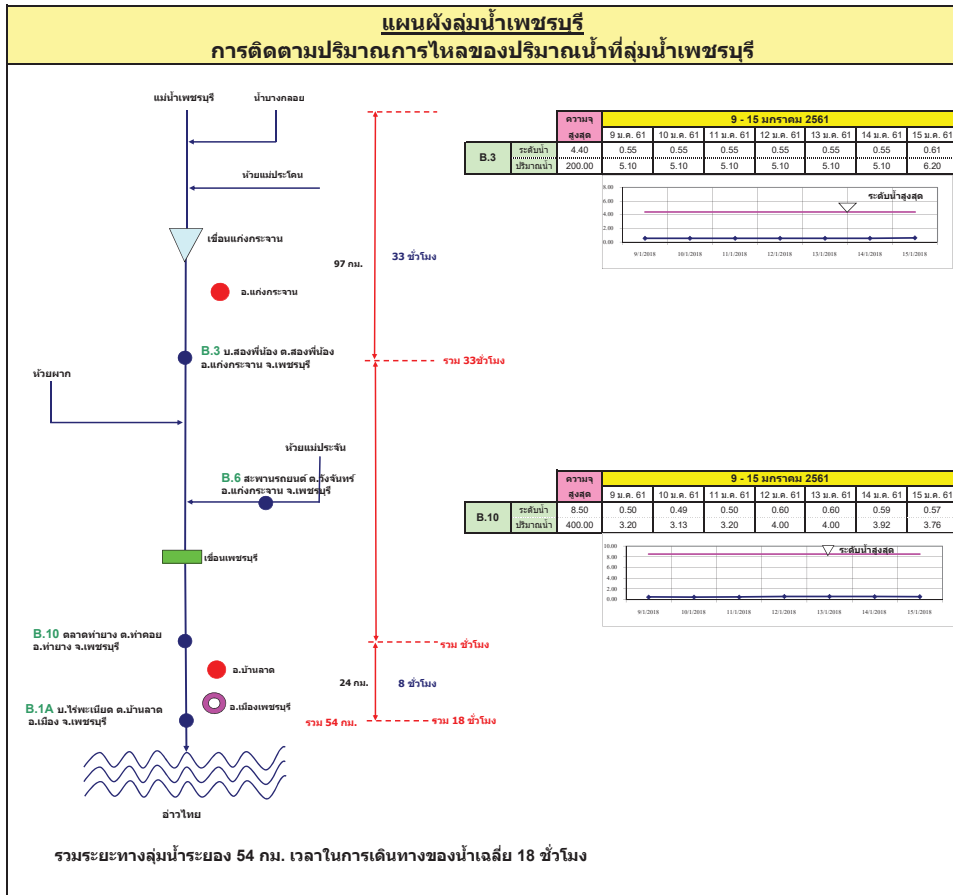 แผนผังลุ่มน้ำเพชรบุรี
การติดตามปริมาณการไหลของปริมาณน้ำที่ลุ่มน้ำเพชรบุรี
แม่น้ำเพชรบุรี
น้ำบางกลอย
ห้วยแม่ประโดน
เขื่อนแก่งกระจาน
97 กม.
33 ชั่วโมง
อ.แก่งกระจาน
B.3 บ.สองพี่น้อง ต.สองพี่น้อง
อ.แก่งกระจาน จ.เพชรบุรี
รวม 33ชั่วโมง
ห้วยผาก
ห้วยแม่ประจัน
B.6 สะพานรถยนต์ ต.วังจันทร์
อ.แก่งกระจาน จ.เพชรบุรี
เขื่อนเพชรบุรี
B.10 ตลาดท่ายาง ต.ท่าคอย
อ.ท่ายาง จ.เพชรบุรี
รวม ชั่วโมง
อ.บ้านลาด
24 กม.
8 ชั่วโมง
อ.เมืองเพชรบุรี
B.1A บ.ไร่พะเนียด ต.บ้านลาด
อ.เมือง จ.เพชรบุรี
รวม 54 กม.
รวม 18 ชั่วโมง
อ่าวไทย
รวมระยะทางลุ่มน้ำระยอง 54 กม. เวลาในการเดินทางของน้ำเฉลี่ย 18 ชั่วโมง
ความจุ 9 - 15 มกราคม 2561
สูงสุด 9 ม.ค. 61 10 ม.ค. 61 11 ม.ค. 61 12 ม.ค. 61 13 ม.ค. 61 14 ม.ค. 61 15 ม.ค. 61
B.3
ระดับน้ำ 4.40 0.55 0.55 0.55 0.55 0.55 0.55 0.61
ปริมาณน้ำ 200.00 5.10 5.10 5.10 5.10 5.10 5.10 6.20
ระดับน้ำสูงสุด
8.00
6.00
4.00
2.00
0.00
9/1/2018 10/1/2018 11/1/2018 12/1/2018 13/1/2018 14/1/2018 15/1/2018
ความจุ 9 - 15 มกราคม 2561
สูงสุด 9 ม.ค. 61 10 ม.ค. 61 11 ม.ค. 61 12 ม.ค. 61 13 ม.ค. 61 14 ม.ค. 61 15 ม.ค. 61
B.10
ระดับน้ำ 8.50 0.50 0.49 0.50 0.60 0.60 0.59 0.57
ปริมาณน้ำ 400.00 3.20 3.13 3.20 4.00 4.00 3.92 3.76
ระดับน้ำสูงสุด
10.00
8.00
6.00
4.00
2.00
0.00
9/1/2018 10/1/2018 11/1/2018 12/1/2018 13/1/2018 14/1/2018 15/1/2018